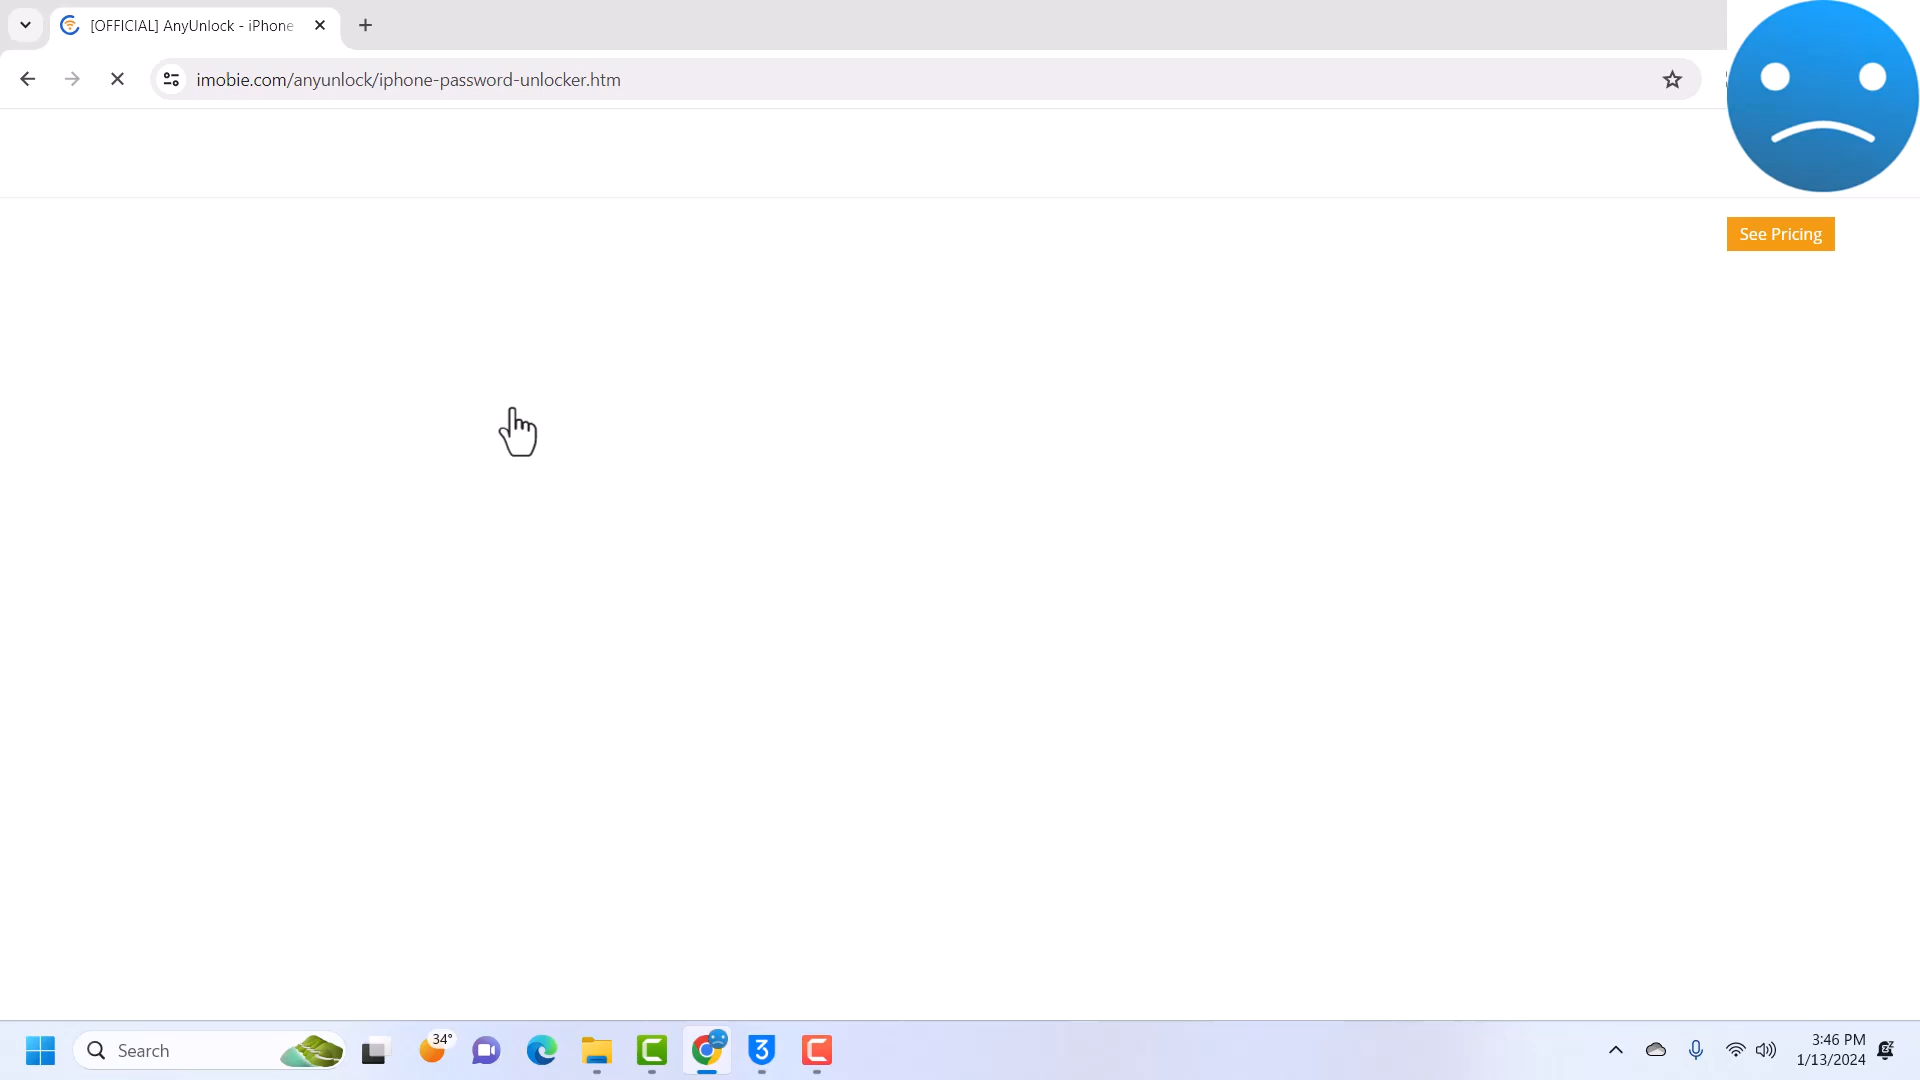 [OFFICIAL] AnyUnlock - iPhone
imobie.com/anyunlock/iphone-password-unlocker.htm
See Pricing
Search
34°
3
3:46 PM
1/13/2024